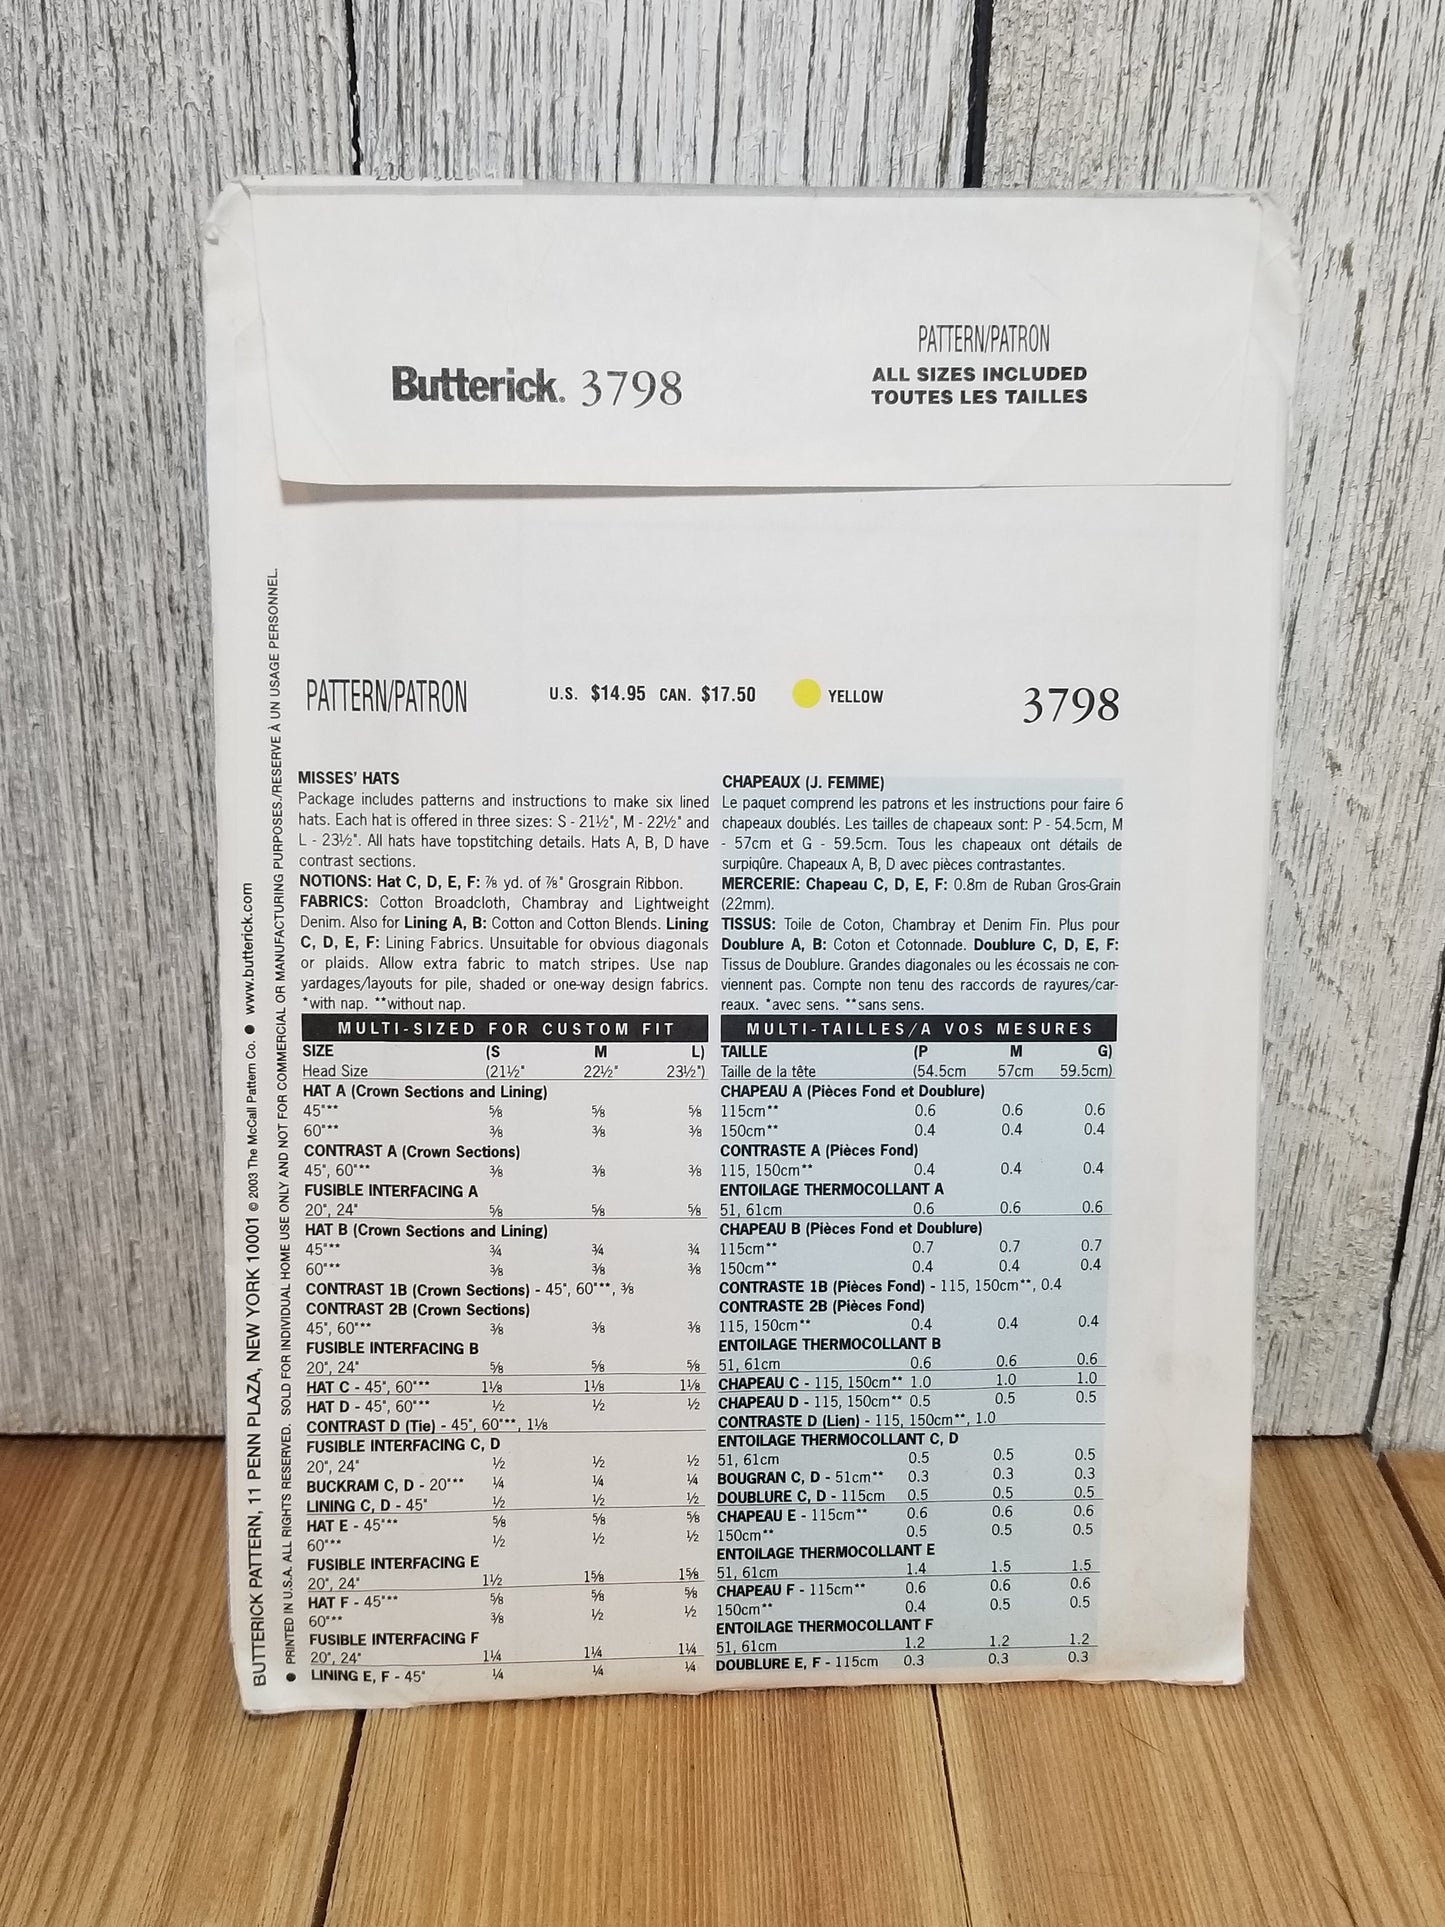 Butterick. 3798
PATTERN/PATRON
ALL SIZES INCLUDED
TOUTES LES TAILLES
PATTERN/PATRON
U.S. $14.95 CAN. $17.50
YELLOW
3798
MISSES' HATS
Package includes patterns and instructions to make six lined
hats. Each hat is offered in three sizes: S - 21½", M - 22½" and
L - 23½". All hats have topstitching details. Hats A, B, D have
contrast sections.
NOTIONS: Hat C, D, E, F: ⅞ yd. of ⅞" Grosgrain Ribbon.
FABRICS: Cotton Broadcloth, Chambray and Lightweight
Denim. Also for Lining A, B: Cotton and Cotton Blends. Lining
C, D, E, F: Lining Fabrics. Unsuitable for obvious diagonals
or plaids. Allow extra fabric to match stripes. Use nap
yardages/layouts for pile, shaded or one-way design fabrics.
*with nap. **without nap.
MULTI-SIZED FOR CUSTOM FIT
SIZE (S M L)
Head Size (21½" 22½" 23½")
HAT A (Crown Sections and Lining)
45"** ⅝ ⅝ ⅝
60"** ⅜ ⅜ ⅜
CONTRAST A (Crown Sections)
45", 60"** ⅜ ⅜ ⅜
FUSIBLE INTERFACING A
20", 24" ⅝ ⅝ ⅝
HAT B (Crown Sections and Lining)
45"** ¾ ¾ ¾
60"** ⅜ ⅜ ⅜
CONTRAST 1B (Crown Sections) - 45", 60"**, ⅜
CONTRAST 2B (Crown Sections)
45", 60"** ⅜ ⅜ ⅜
FUSIBLE INTERFACING B
20", 24" ⅝ ⅝ ⅝
HAT C - 45", 60"** 1⅛ 1⅛ 1⅛
HAT D - 45", 60"** ½ ½ ½
CONTRAST D (Tie) - 45", 60"**, 1⅛
FUSIBLE INTERFACING C, D
20", 24" ½ ½ ½
BUCKRAM C, D - 20"** ¼ ¼ ¼
LINING C, D - 45" ½ ½ ½
HAT E - 45"** ⅝ ⅝ ⅝
60"** ½ ½ ½
FUSIBLE INTERFACING E
20", 24" 1½ 1⅝ 1⅝
HAT F - 45"** ⅝ ⅝ ⅝
60"** ⅜ ½ ½
FUSIBLE INTERFACING F
20", 24" 1¼ 1¼ 1¼
LINING E, F - 45" ¼ ¼ ¼
CHAPEAUX (J. FEMME)
Le paquet comprend les patrons et les instructions pour faire 6
chapeaux doublés. Les tailles de chapeaux sont: P - 54.5cm, M
- 57cm et G - 59.5cm. Tous les chapeaux ont détails de
surpiqûre. Chapeaux A, B, D avec pièces contrastantes.
MERCERIE: Chapeau C, D, E, F: 0.8m de Ruban Gros-Grain
(22mm).
TISSUS: Toile de Coton, Chambray et Denim Fin. Plus pour
Doublure A, B: Coton et Cotonnade. Doublure C, D, E, F:
Tissus de Doublure. Grandes diagonales ou les écossais ne con-
viennent pas. Compte non tenu des raccords de rayures/car-
reaux. *avec sens. **sans sens.
MULTI-TAILLES/A VOS MESURES
TAILLE (P M G)
Taille de la tête (54.5cm 57cm 59.5cm)
CHAPEAU A (Pièces Fond et Doublure)
115cm** 0.6 0.6 0.6
150cm** 0.4 0.4 0.4
CONTRASTE A (Pièces Fond)
115, 150cm** 0.4 0.4 0.4
ENTOILAGE THERMOCOLLANT A
51, 61cm 0.6 0.6 0.6
CHAPEAU B (Pièces Fond et Doublure)
115cm** 0.7 0.7 0.7
150cm** 0.4 0.4 0.4
CONTRASTE 1B (Pièces Fond) - 115, 150cm**, 0.4
CONTRASTE 2B (Pièces Fond)
115, 150cm** 0.4 0.4 0.4
ENTOILAGE THERMOCOLLANT B
51, 61cm 0.6 0.6 0.6
CHAPEAU C - 115, 150cm** 1.0 1.0 1.0
CHAPEAU D - 115, 150cm** 0.5 0.5 0.5
CONTRASTE D (Lien) - 115, 150cm**, 1.0
ENTOILAGE THERMOCOLLANT C, D
51, 61cm 0.5 0.5 0.5
BOUGRAN C, D - 51cm** 0.3 0.3 0.3
DOUBLURE C, D - 115cm 0.5 0.5 0.5
CHAPEAU E - 115cm** 0.6 0.6 0.6
150cm** 0.5 0.5 0.5
ENTOILAGE THERMOCOLLANT E
51, 61cm 1.4 1.5 1.5
CHAPEAU F - 115cm** 0.6 0.6 0.6
150cm** 0.4 0.5 0.5
ENTOILAGE THERMOCOLLANT F
51, 61cm 1.2 1.2 1.2
DOUBLURE E, F - 115cm 0.3 0.3 0.3
BUTTERICK PATTERN, 11 PENN PLAZA, NEW YORK 10001 © 2003 The McCall Pattern Co. ● www.butterick.com
● PRINTED IN U.S.A. ALL RIGHTS RESERVED. SOLD FOR INDIVIDUAL HOME USE ONLY AND NOT FOR COMMERCIAL OR MANUFACTURING PURPOSES./RESERVE À UN USAGE PERSONNEL.